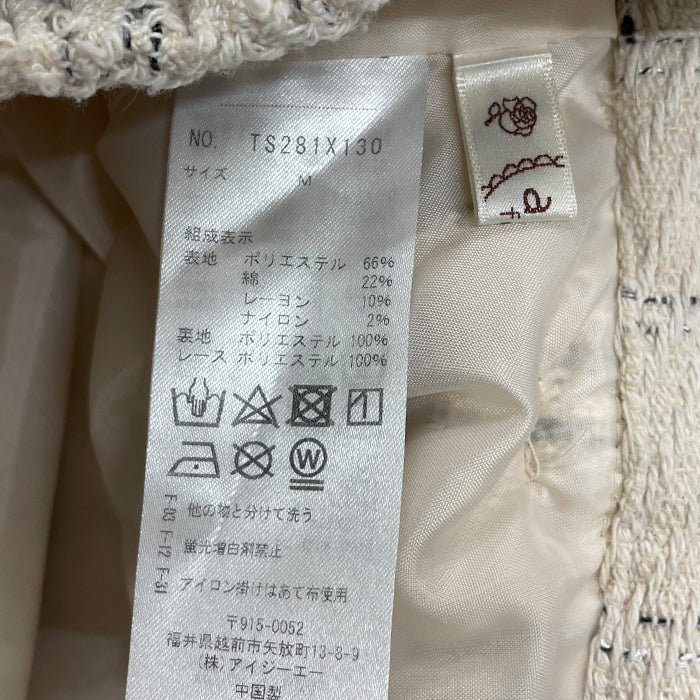 NO. TS281X130
サイズ M
組成表示
表地 ポリエステル 66%
綿 22%
レーヨン 10%
ナイロン 2%
裏地 ポリエステル 100%
レース ポリエステル 100%
W
F-03 F-12 F-31
他の物と分けて洗う
蛍光増白剤禁止
アイロン掛けはあて布使用
〒915-0052
福井県越前市矢放町13-8-9
(株) アイジーエー
中国製